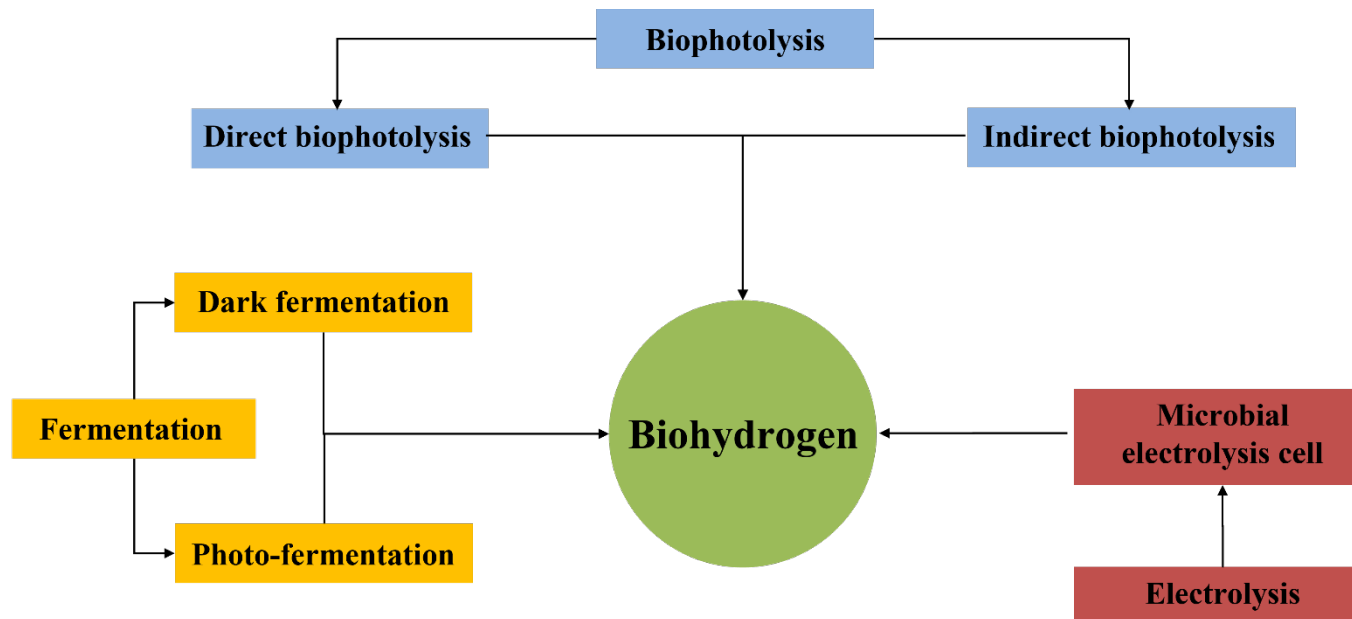 Biophotolysis
Direct biophotolysis
Indirect biophotolysis
Dark fermentation
Fermentation
Photo-fermentation
Biohydrogen
Microbial
electrolysis cell
Electrolysis